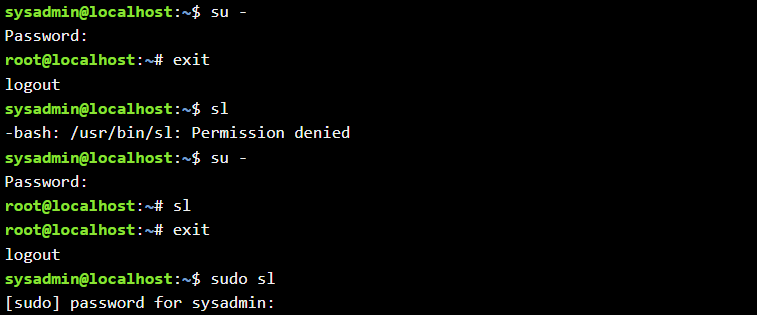 sysadmin@localhost:~$ su -
Password:
root@localhost:~# exit
logout
sysadmin@localhost:~$ sl
-bash: /usr/bin/sl: Permission denied
sysadmin@localhost:~$ su -
Password:
root@localhost:~# sl
root@localhost:~# exit
logout
sysadmin@localhost:~$ sudo sl
[sudo] password for sysadmin: